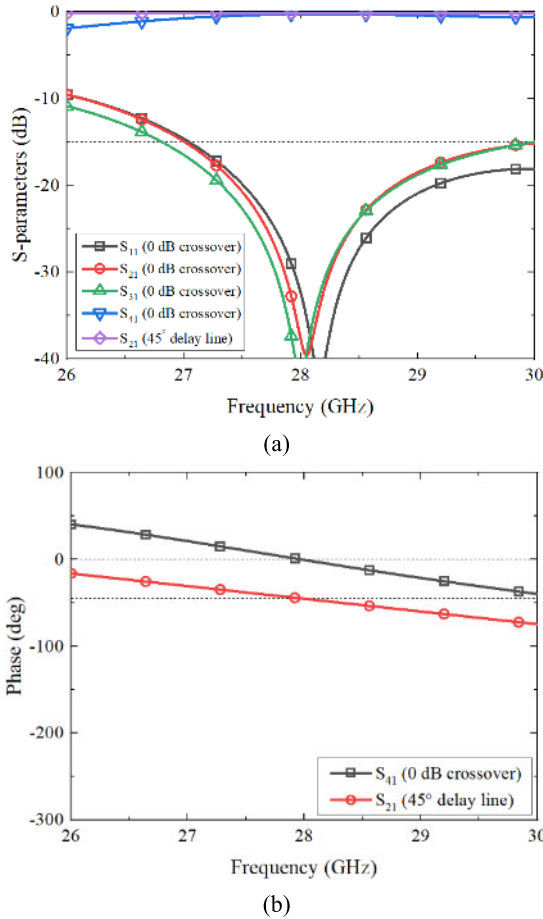 0
-10
-20
-30
-40
S-parameters (dB)
S11 (0 dB crossover)
S21 (0 dB crossover)
S31 (0 dB crossover)
S41 (0 dB crossover)
S21 (45° delay line)
26 27 28 29 30
Frequency (GHz)
(a)
100
0
-100
-200
-300
Phase (deg)
S41 (0 dB crossover)
S21 (45° delay line)
26 27 28 29 30
Frequency (GHz)
(b)